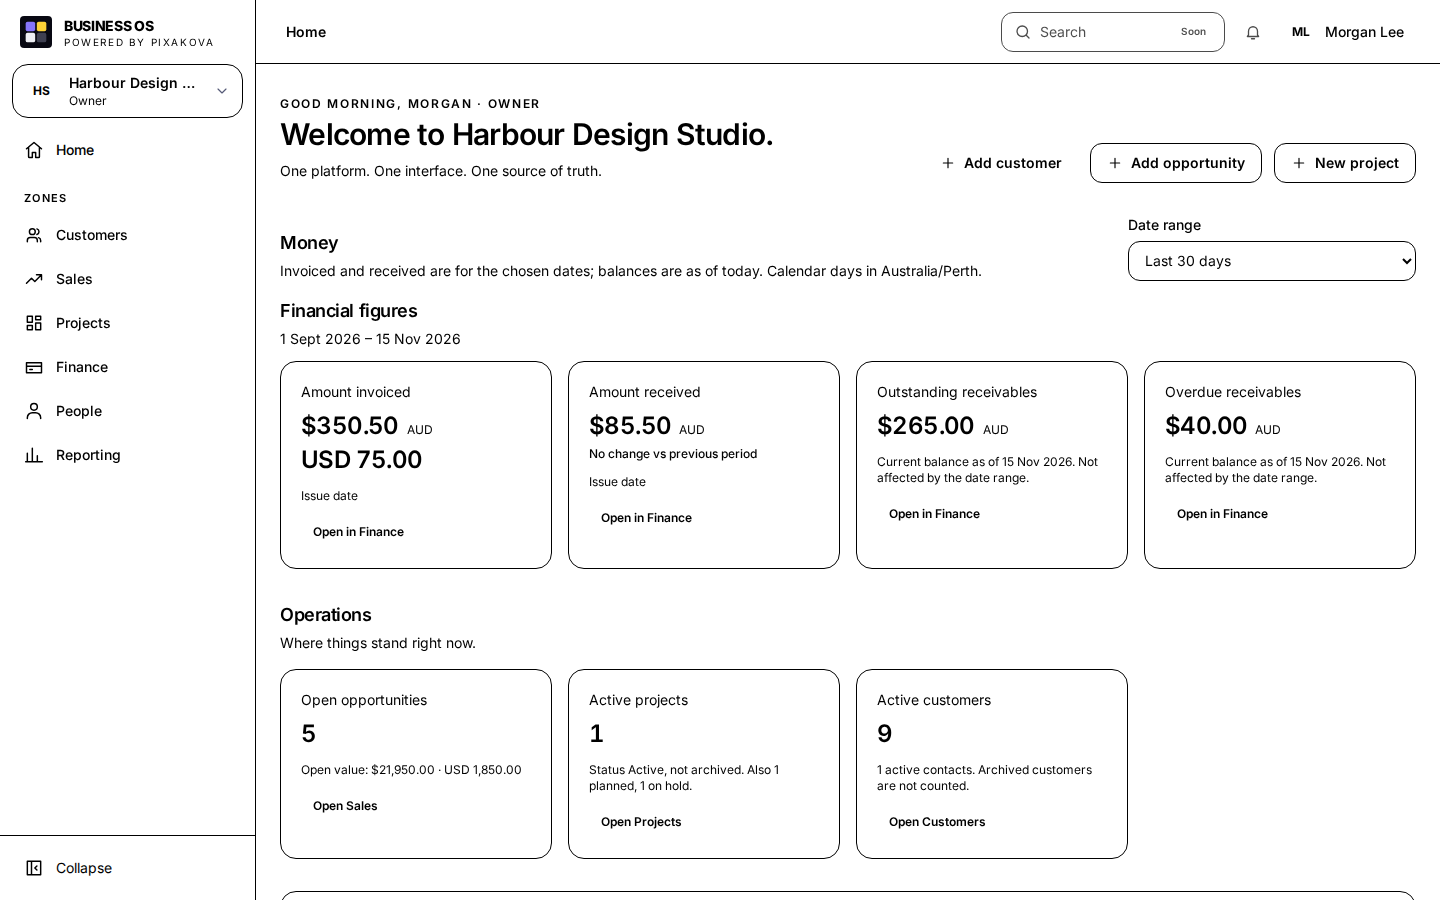 BUSINESS OS
POWERED BY PIXAKOVA
HS
Harbour Design ...
Owner
Home
ZONES
Customers
Sales
Projects
Finance
People
Reporting
Collapse
Home
Search
Soon
ML
Morgan Lee
GOOD MORNING, MORGAN · OWNER
Welcome to Harbour Design Studio.
One platform. One interface. One source of truth.
Add customer
Add opportunity
New project
Money
Invoiced and received are for the chosen dates; balances are as of today. Calendar days in Australia/Perth.
Date range
Last 30 days
Financial figures
1 Sept 2026 – 15 Nov 2026
Amount invoiced
$350.50 AUD
USD 75.00
Issue date
Open in Finance
Amount received
$85.50 AUD
No change vs previous period
Issue date
Open in Finance
Outstanding receivables
$265.00 AUD
Current balance as of 15 Nov 2026. Not
affected by the date range.
Open in Finance
Overdue receivables
$40.00 AUD
Current balance as of 15 Nov 2026. Not
affected by the date range.
Open in Finance
Operations
Where things stand right now.
Open opportunities
5
Open value: $21,950.00 · USD 1,850.00
Open Sales
Active projects
1
Status Active, not archived. Also 1
planned, 1 on hold.
Open Projects
Active customers
9
1 active contacts. Archived customers
are not counted.
Open Customers